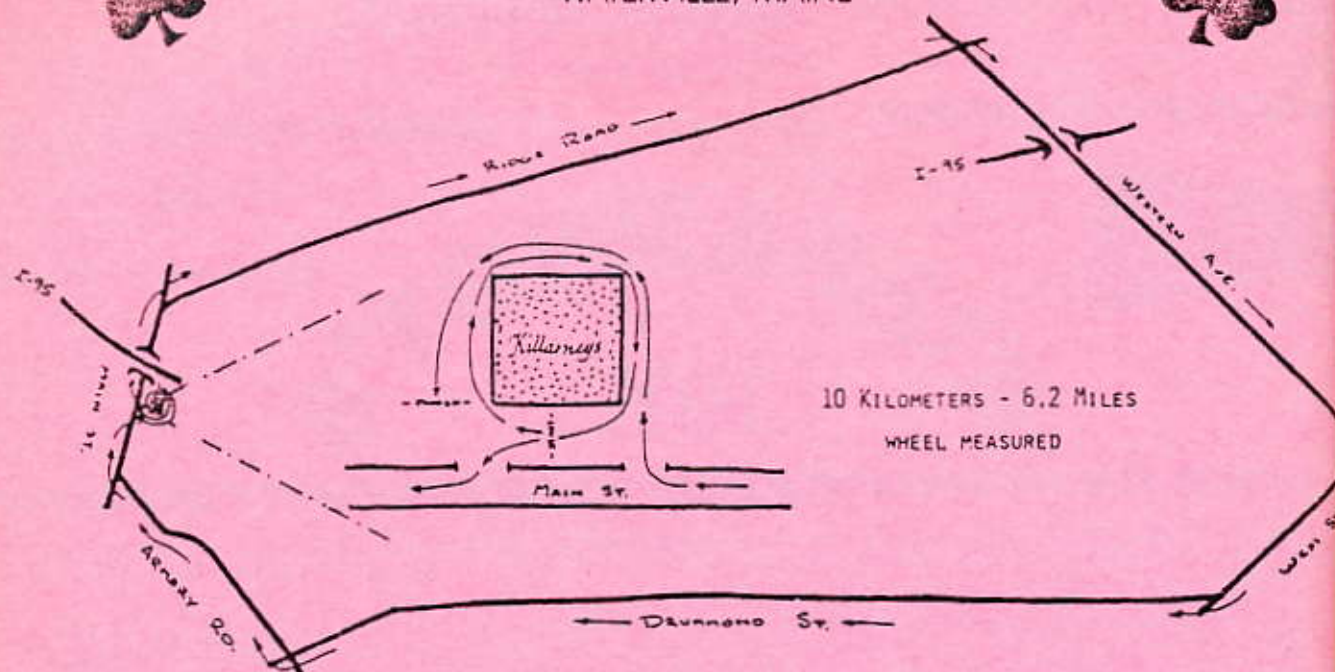 RIDGE ROAD
I-95
WESTERN AVE.
I-95
Killarneys
MAIN ST.
10 KILOMETERS - 6.2 MILES
WHEEL MEASURED
MAIN ST.
ARMORY RD.
DRUMMOND ST.